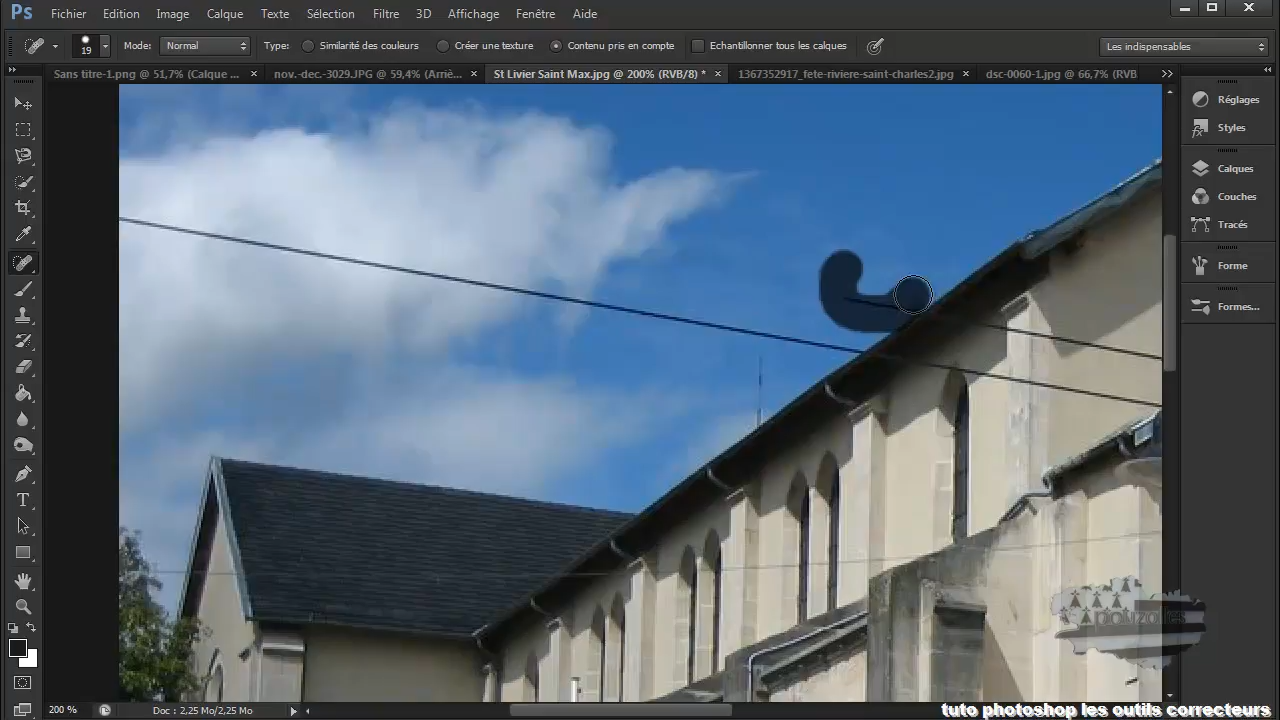 Ps Fichier Edition Image Calque Texte Sélection Filtre 3D Affichage Fenêtre Aide
19 Mode: Normal Type: Similarité des couleurs Créer une texture Contenu pris en compte Echantillonner tous les calques Les indispensables
Sans titre-1.png @ 51,7% (Calque ... nov.-dec.-3029.JPG @ 59,4% (Arriè... St Livier Saint Max.jpg @ 200% (RVB/8) * 1367352917_fete-riviere-saint-charles2.jpg dsc-0060-1.jpg @ 66,7% (RVB
Réglages
Styles
Calques
Couches
Tracés
Forme
Formes...
200 % Doc : 2,25 Mo/2,25 Mo
tuto photoshop les outils correcteurs